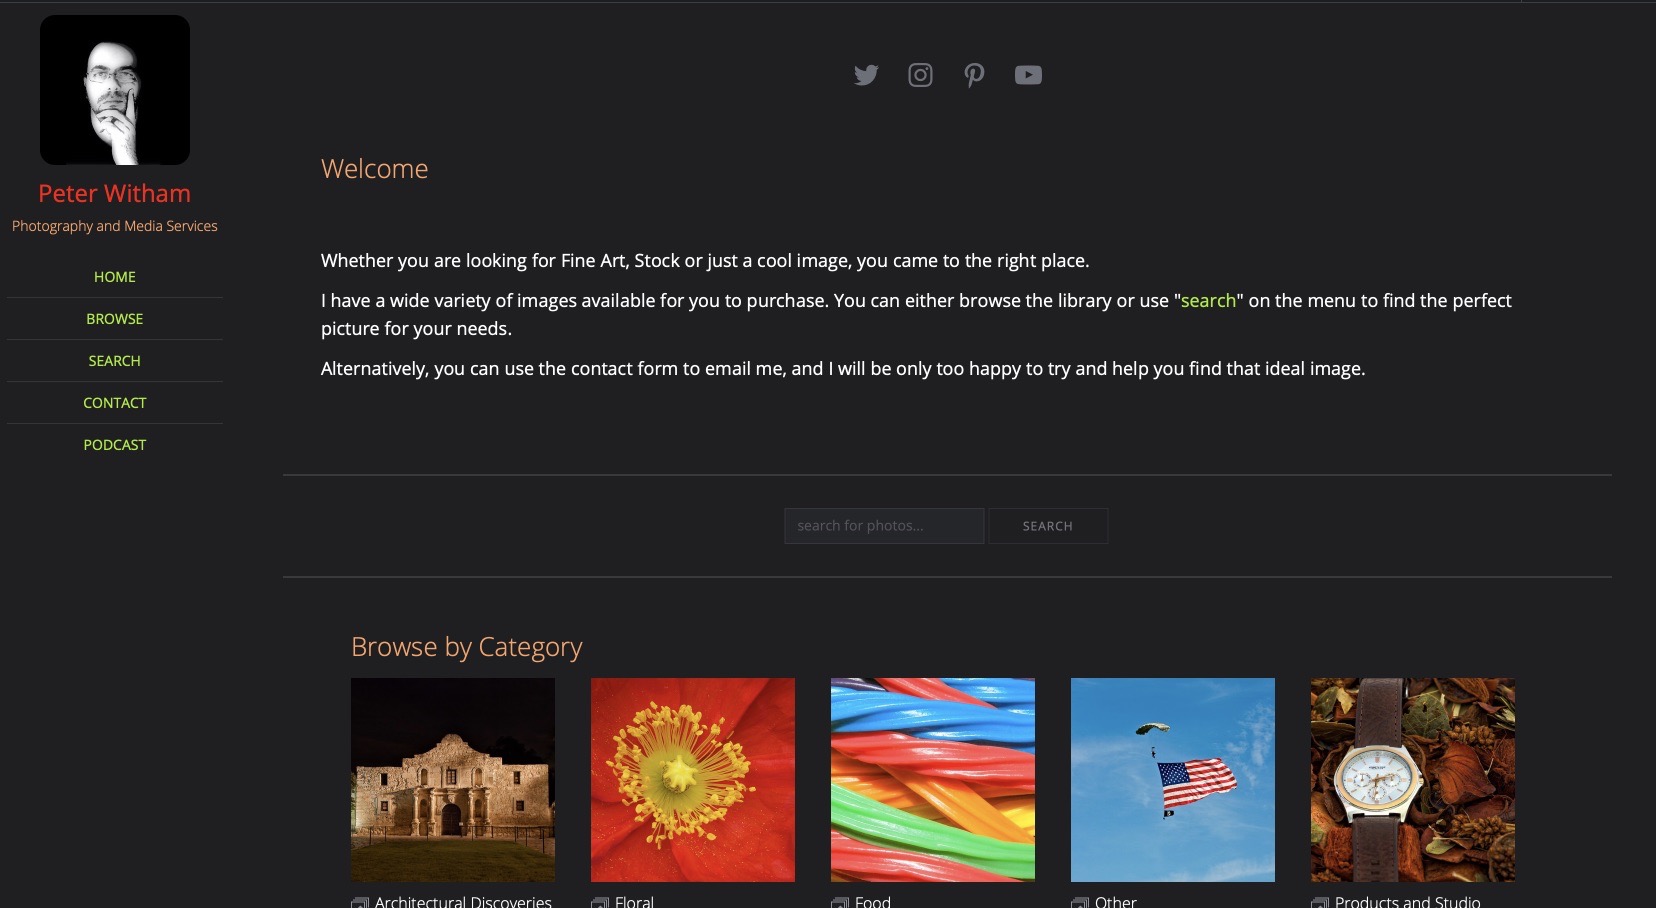 Peter Witham
Photography and Media Services
HOME
BROWSE
SEARCH
CONTACT
PODCAST
Welcome
Whether you are looking for Fine Art, Stock or just a cool image, you came to the right place.
I have a wide variety of images available for you to purchase. You can either browse the library or use "search" on the menu to find the perfect
picture for your needs.
Alternatively, you can use the contact form to email me, and I will be only too happy to try and help you find that ideal image.
search for photos...
SEARCH
Browse by Category
Architectural Discoveries
Floral
Food
Other
Products and Studio